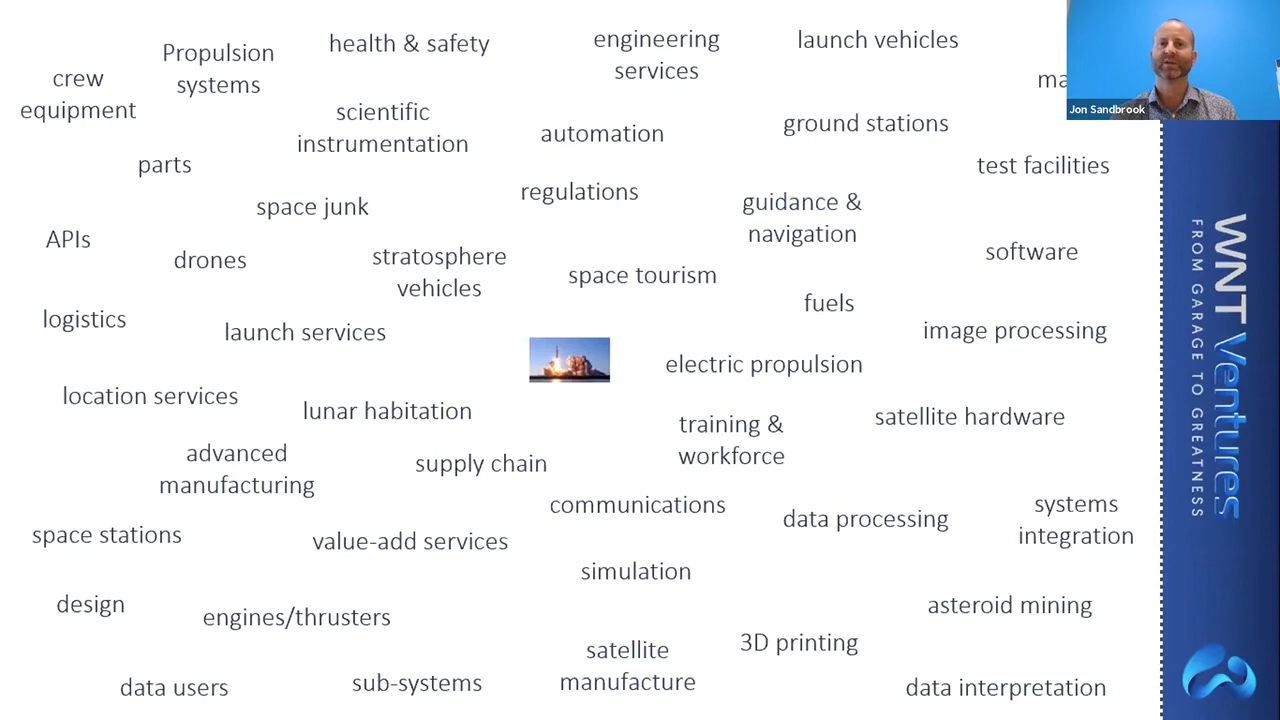 health & safety
engineering
services
launch vehicles
Propulsion
systems
crew
equipment
scientific
instrumentation
automation
ground stations
Jon Sandbrook
parts
regulations
test facilities
space junk
guidance &
navigation
APIs
drones
stratosphere
vehicles
space tourism
software
logistics
launch services
fuels
image processing
electric propulsion
location services
lunar habitation
training &
workforce
satellite hardware
advanced
manufacturing
supply chain
communications
data processing
systems
integration
space stations
value-add services
simulation
design
engines/thrusters
asteroid mining
3D printing
satellite
manufacture
data users
sub-systems
data interpretation
WNT Ventures
FROM GARAGE TO GREATNESS